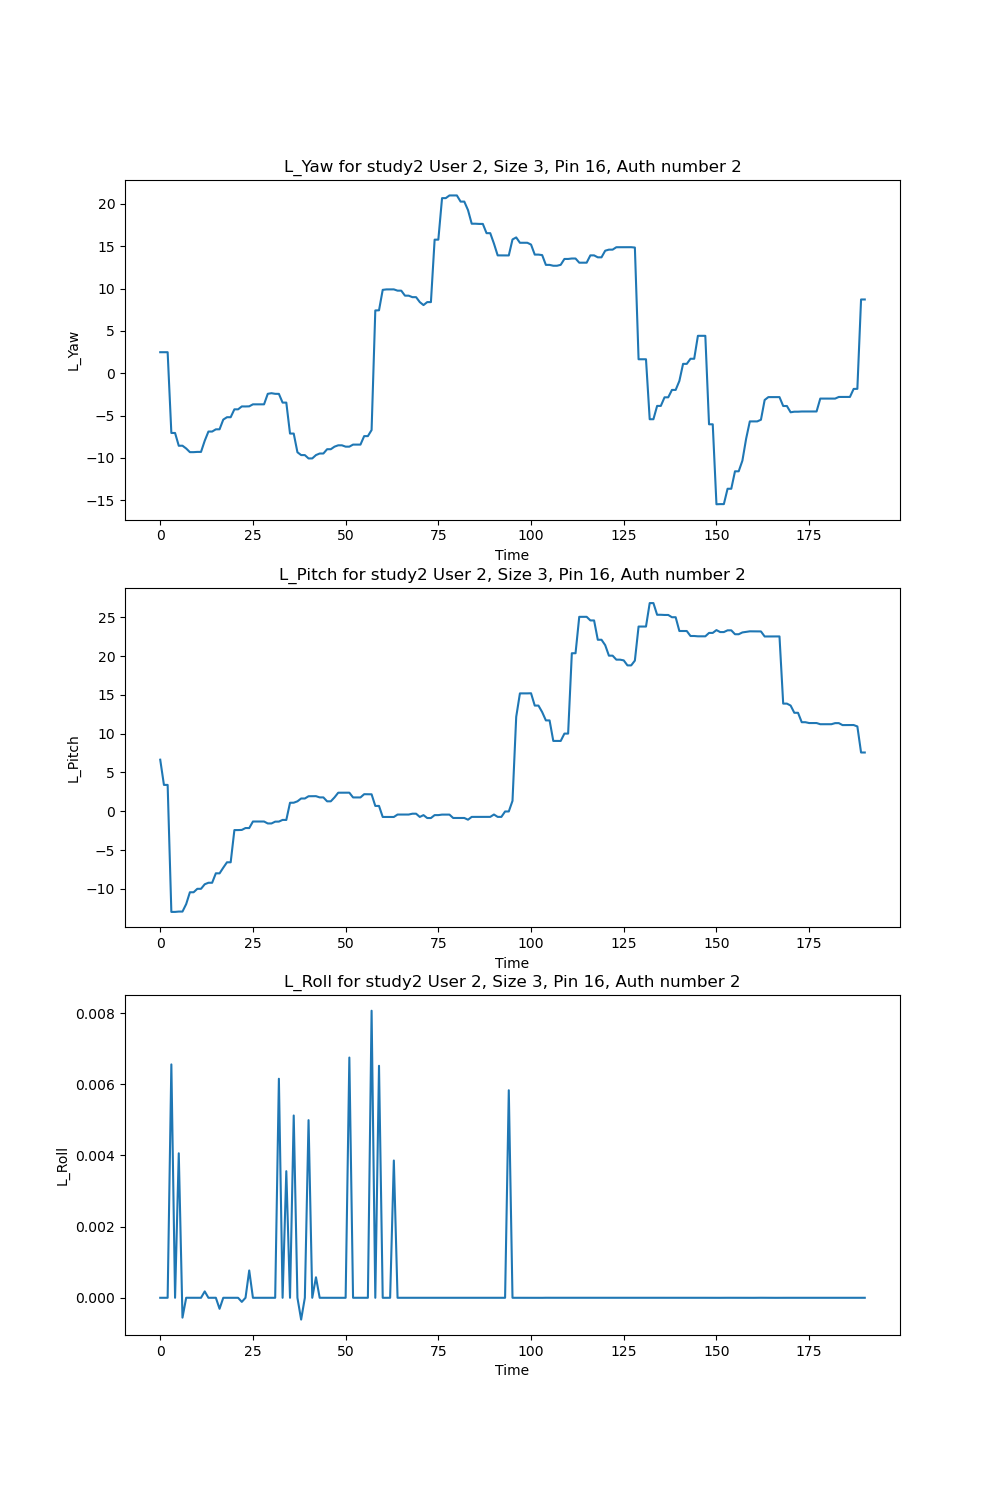 L_Yaw for study2 User 2, Size 3, Pin 16, Auth number 2
20
15
10
5
0
−5
−10
−15
L_Yaw
0 25 50 75 100 125 150 175
Time
L_Pitch for study2 User 2, Size 3, Pin 16, Auth number 2
25
20
15
10
5
0
−5
−10
L_Pitch
0 25 50 75 100 125 150 175
Time
L_Roll for study2 User 2, Size 3, Pin 16, Auth number 2
0.008
0.006
0.004
0.002
0.000
L_Roll
0 25 50 75 100 125 150 175
Time